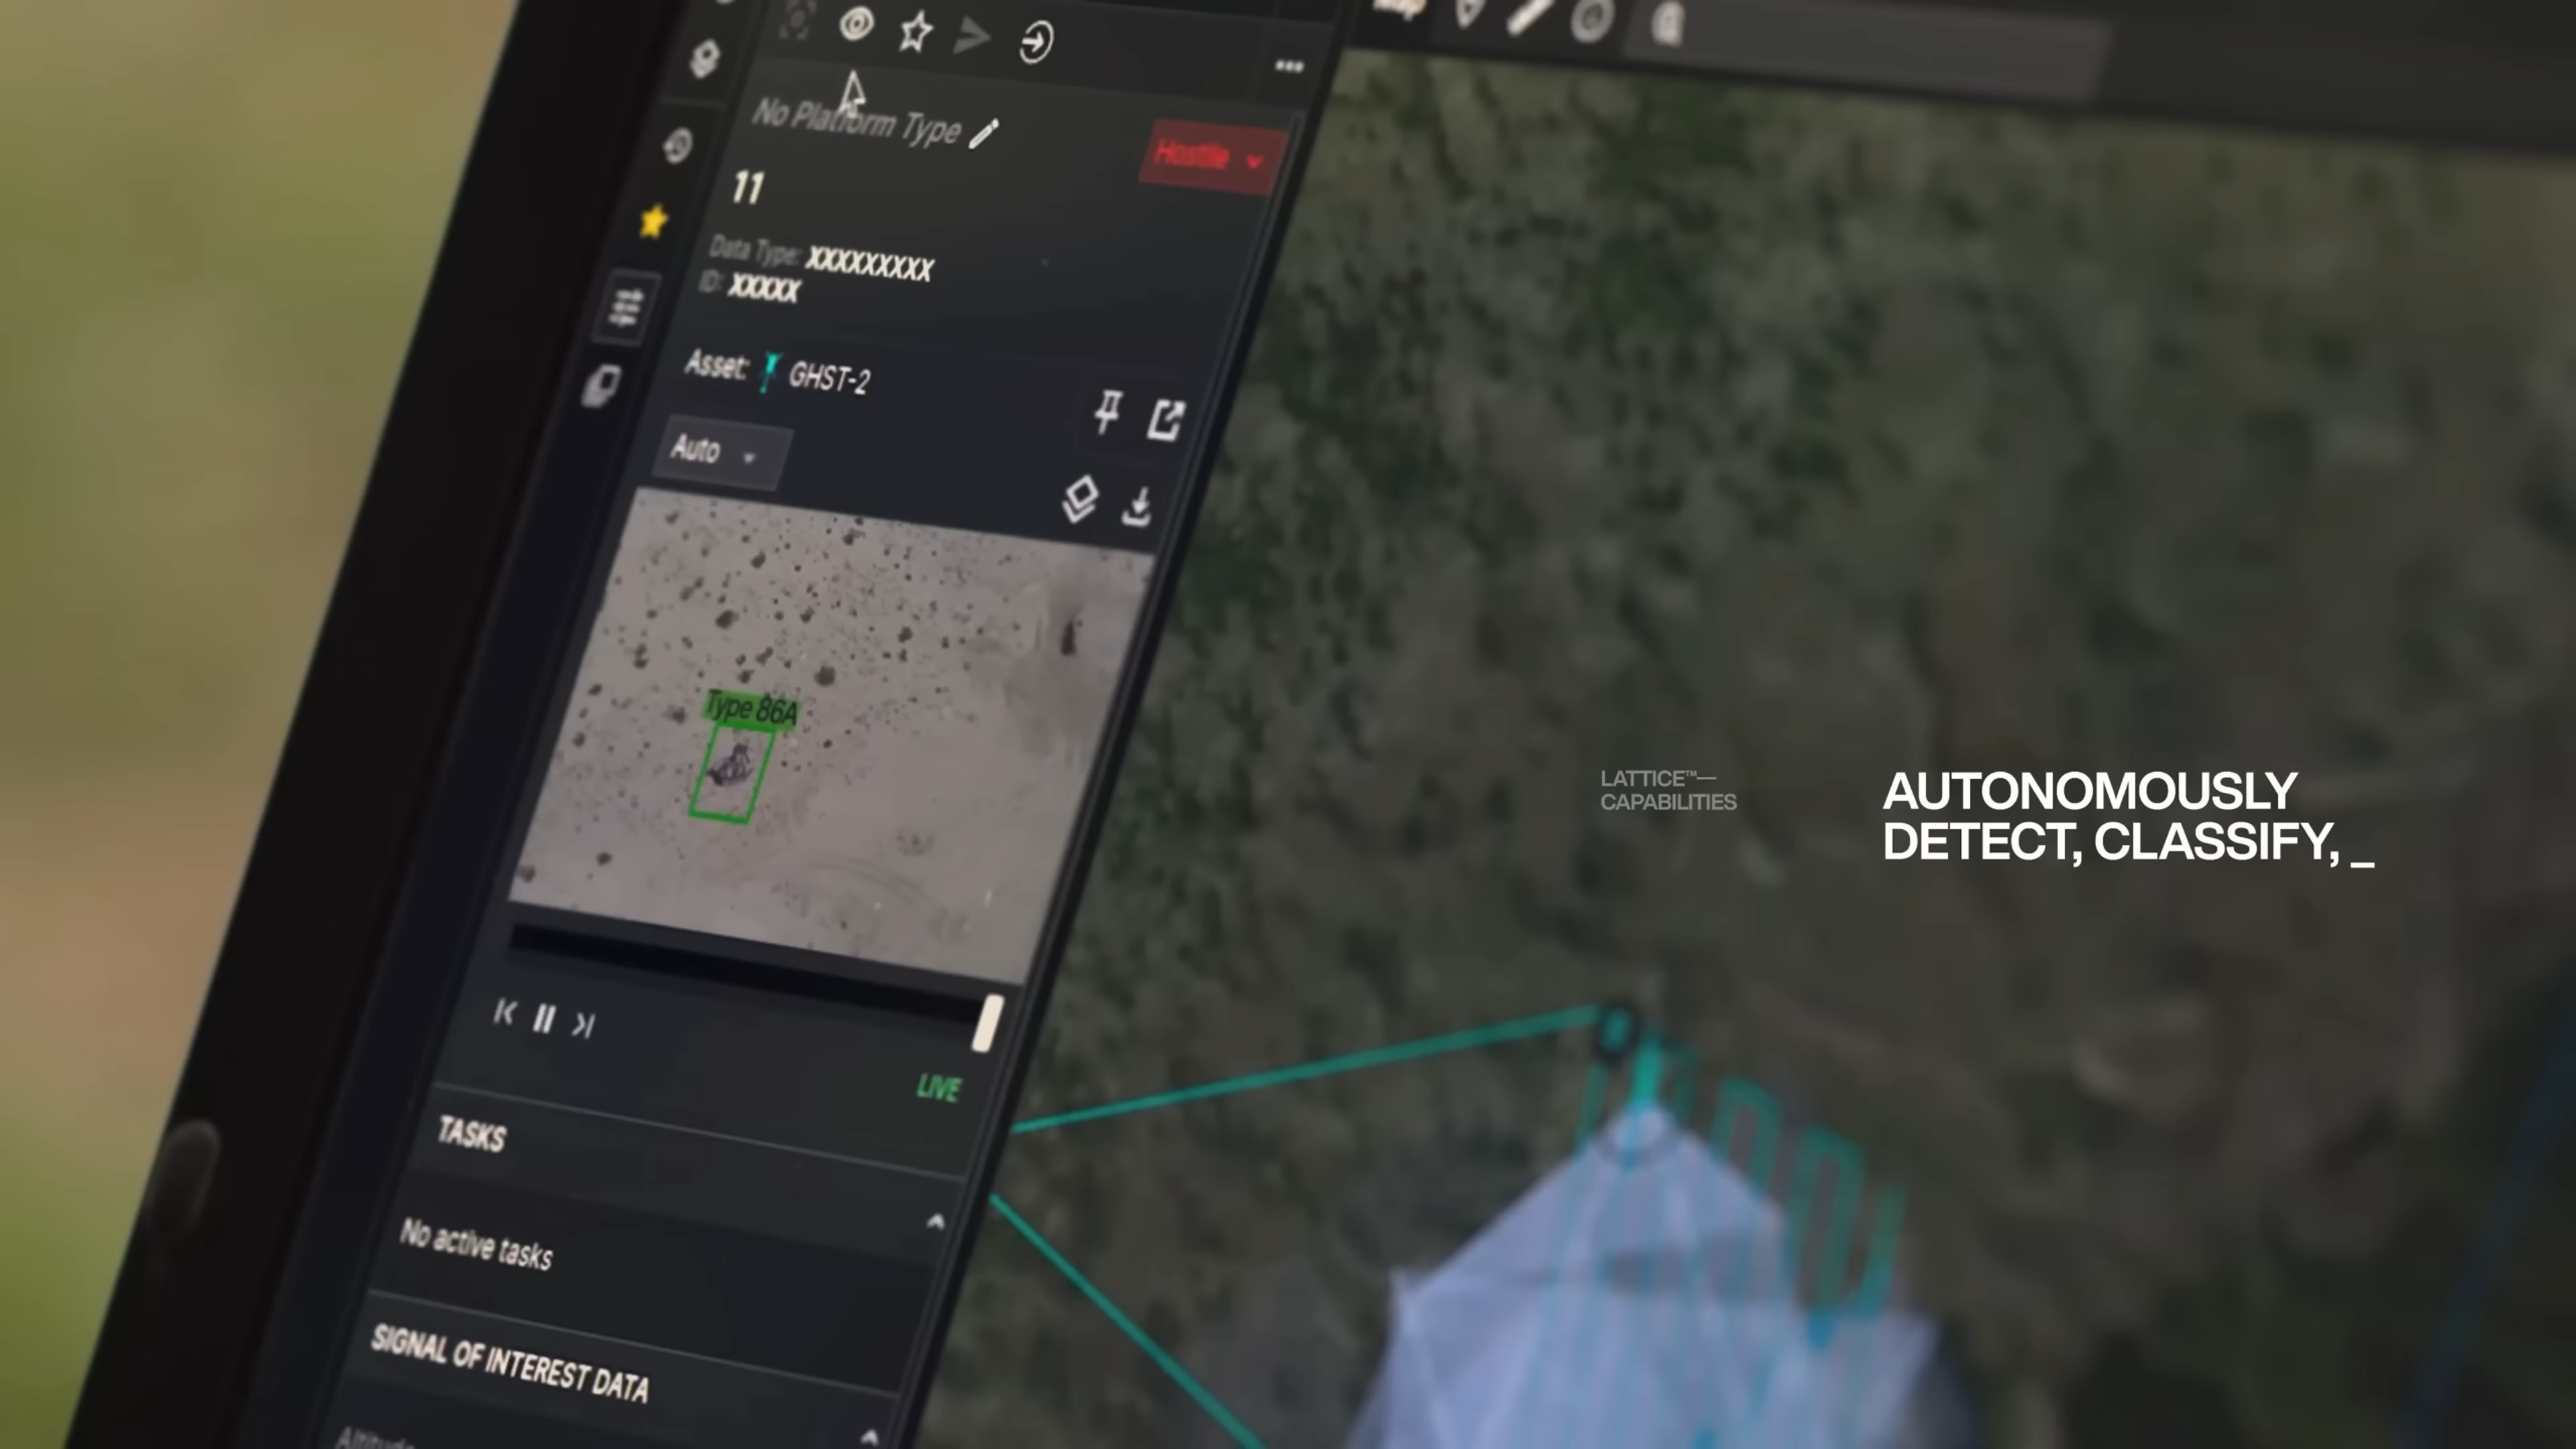 No Platform Type
Hostile
11
Data Type: XXXXXXXXX
ID: XXXXX
Asset: GHST-2
Auto
Type 86A
LIVE
TASKS
No active tasks
SIGNAL OF INTEREST DATA
Altitude
LATTICE™—
CAPABILITIES
AUTONOMOUSLY
DETECT, CLASSIFY, _